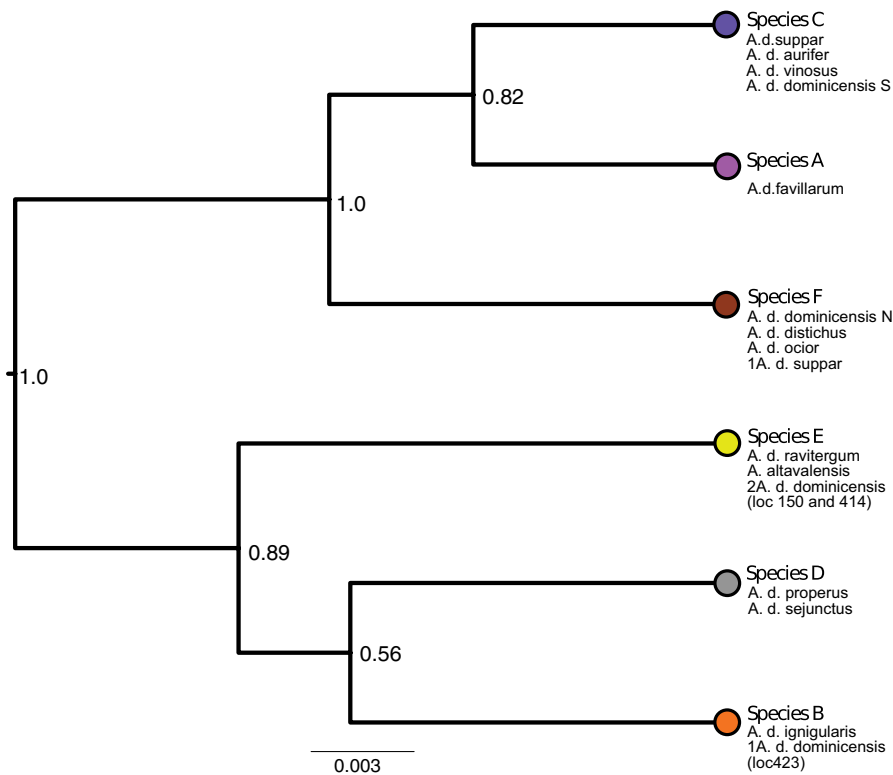 Species C
A.d.suppar
A. d. aurifer
A. d. vinosus
A. d. dominicensis S
0.82
Species A
A.d.favillarum
1.0
Species F
A. d. dominicensis N
A. d. distichus
A. d. ocior
1A. d. suppar
1.0
Species E
A. d. ravitergum
A. altavalensis
2A. d. dominicensis
(loc 150 and 414)
0.89
Species D
A. d. properus
A. d. sejunctus
0.56
Species B
A. d. ignigularis
1A. d. dominicensis
(loc423)
0.003